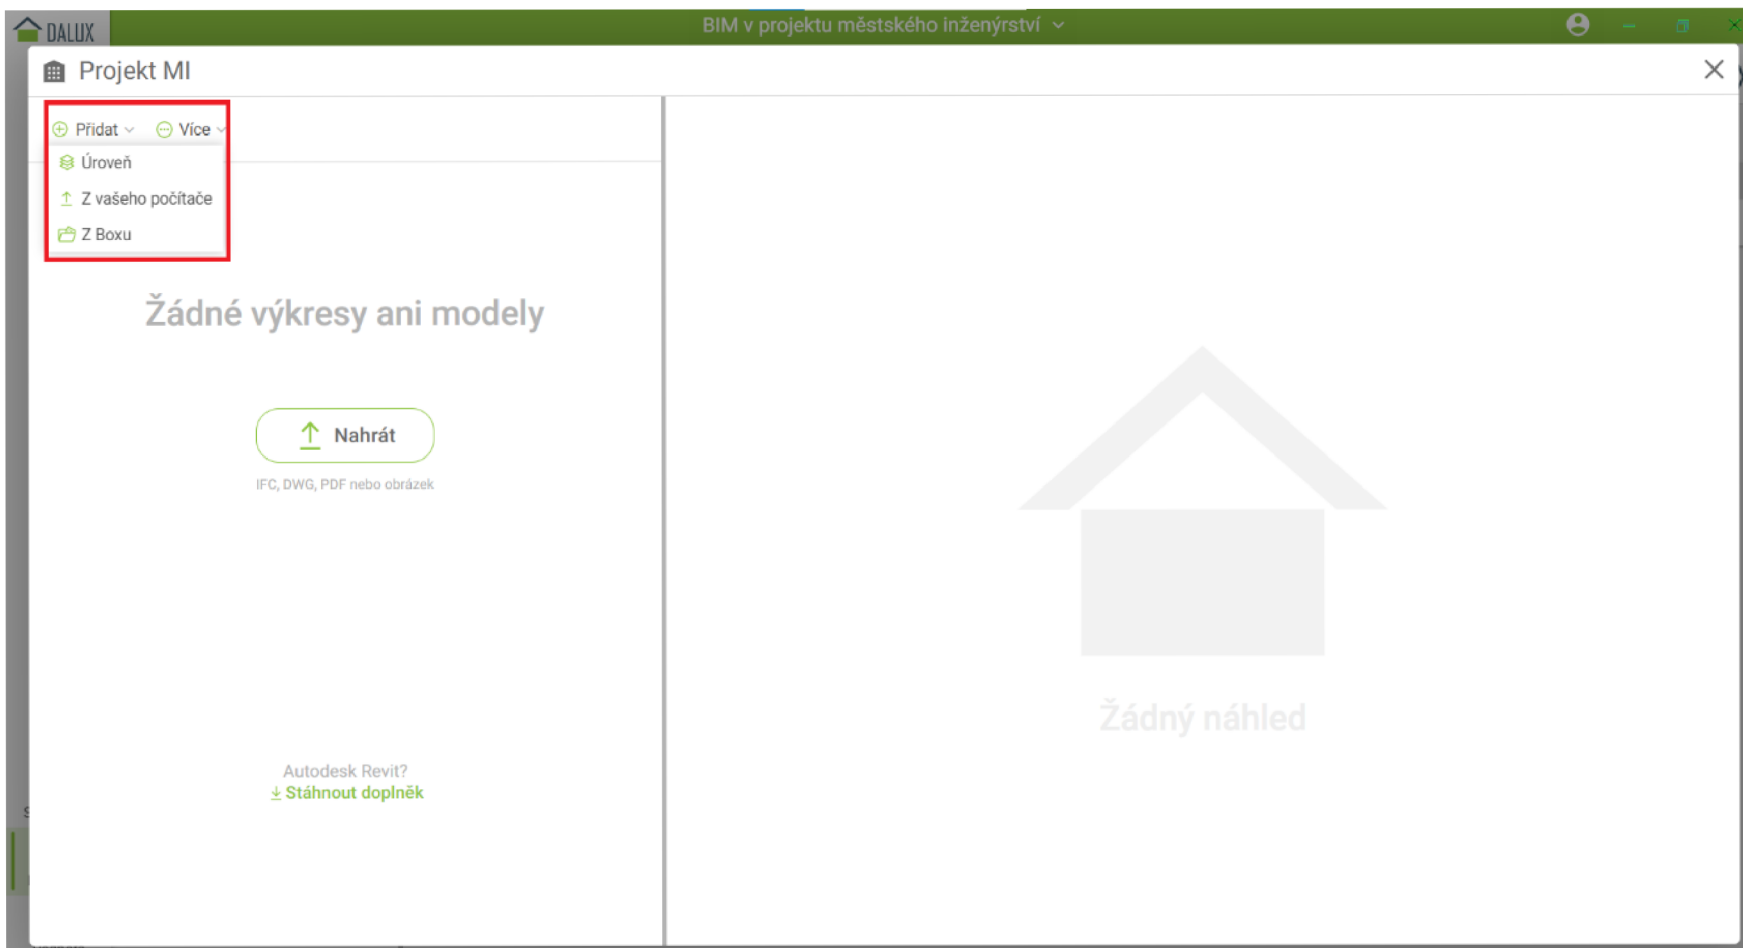 DALUX
BIM v projektu městského inženýrství
Projekt MI
Přidat
Více
Úroveň
Z vašeho počítače
Z Boxu
Žádné výkresy ani modely
Nahrát
IFC, DWG, PDF nebo obrázek
Autodesk Revit?
Stáhnout doplněk
Žádný náhled